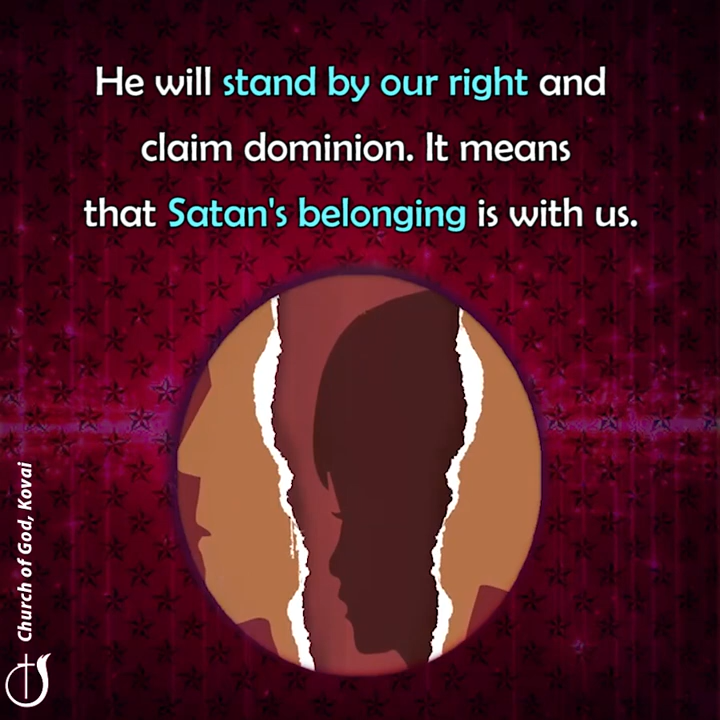 He will stand by our right and
claim dominion. It means
that Satan's belonging is with us.
Church of God, Kovai